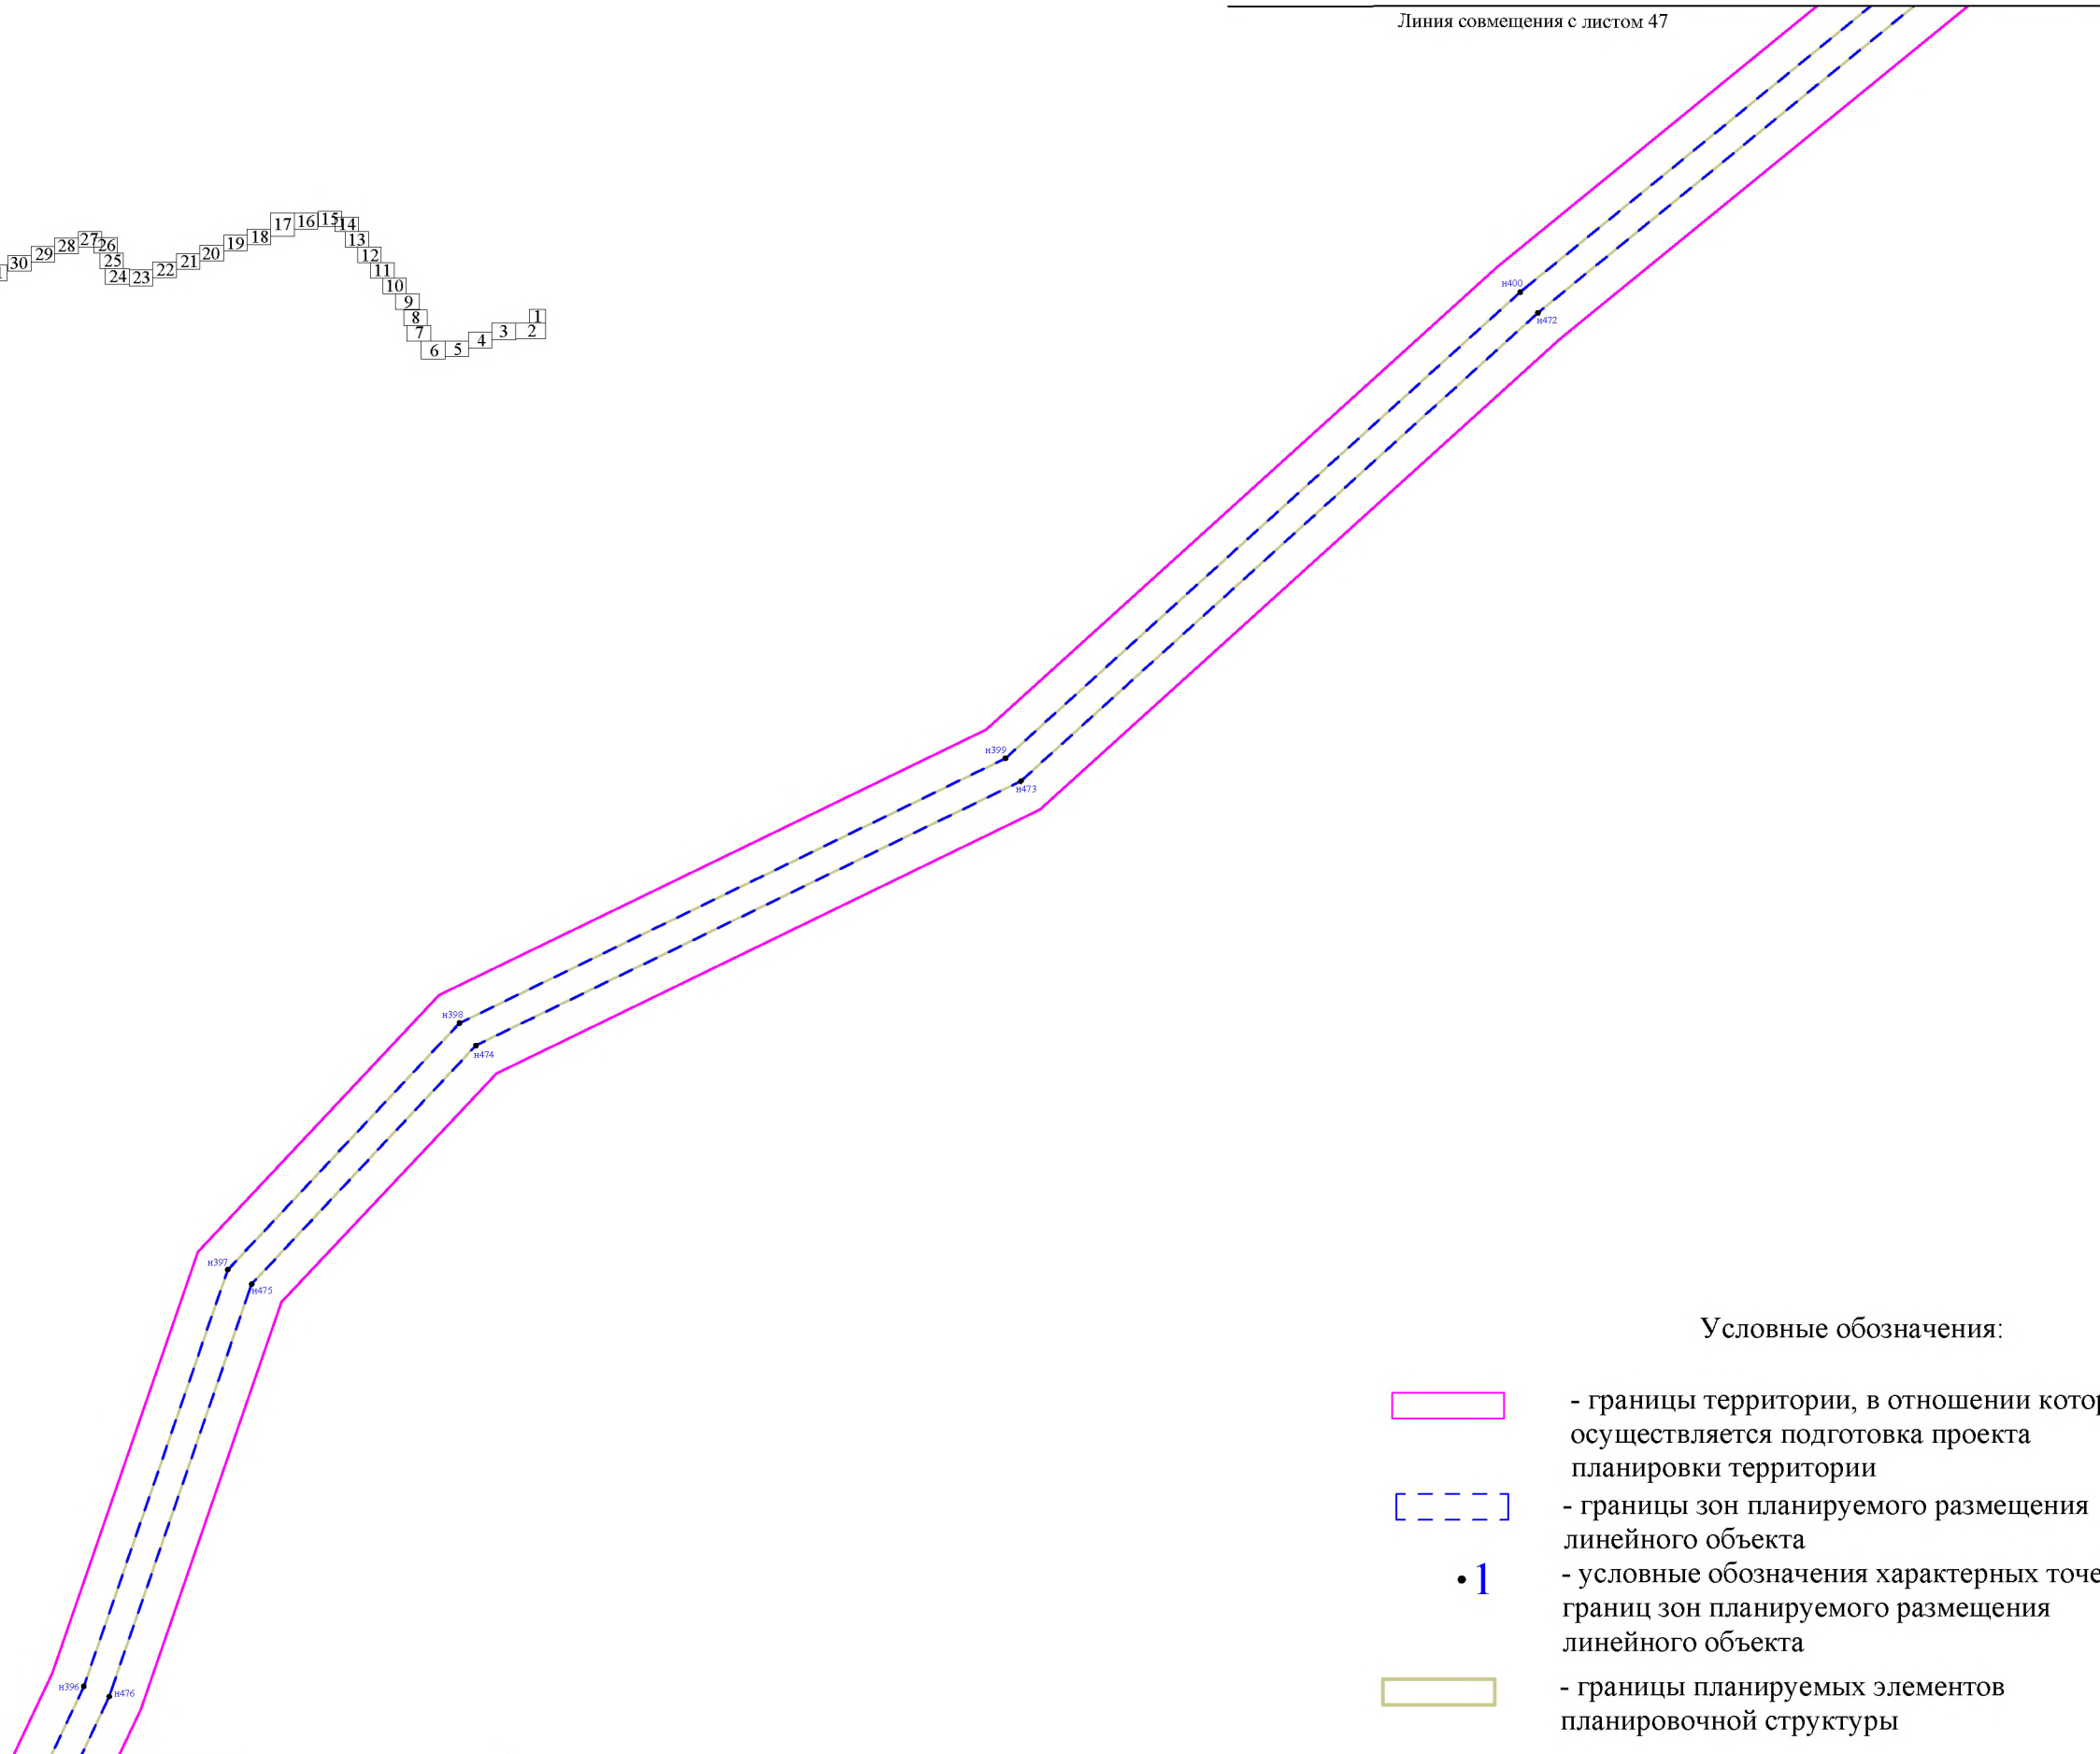 Линия совмещения с листом 47
17 16 15 14
27 26
30 29 28
25
24 23 22 21 20 19 18
13
12
11
10
9
8
7
6 5 4 3 2
1
н400
н472
н399
н473
н398
н474
н397
н475
н396
н476
Условные обозначения:
- границы территории, в отношении
осуществляется подготовка проекта
планировки территории
- границы зон планируемого размещения
линейного объекта
1
- условные обозначения характерных
границ зон планируемого размещения
линейного объекта
- границы планируемых элементов
планировочной структуры